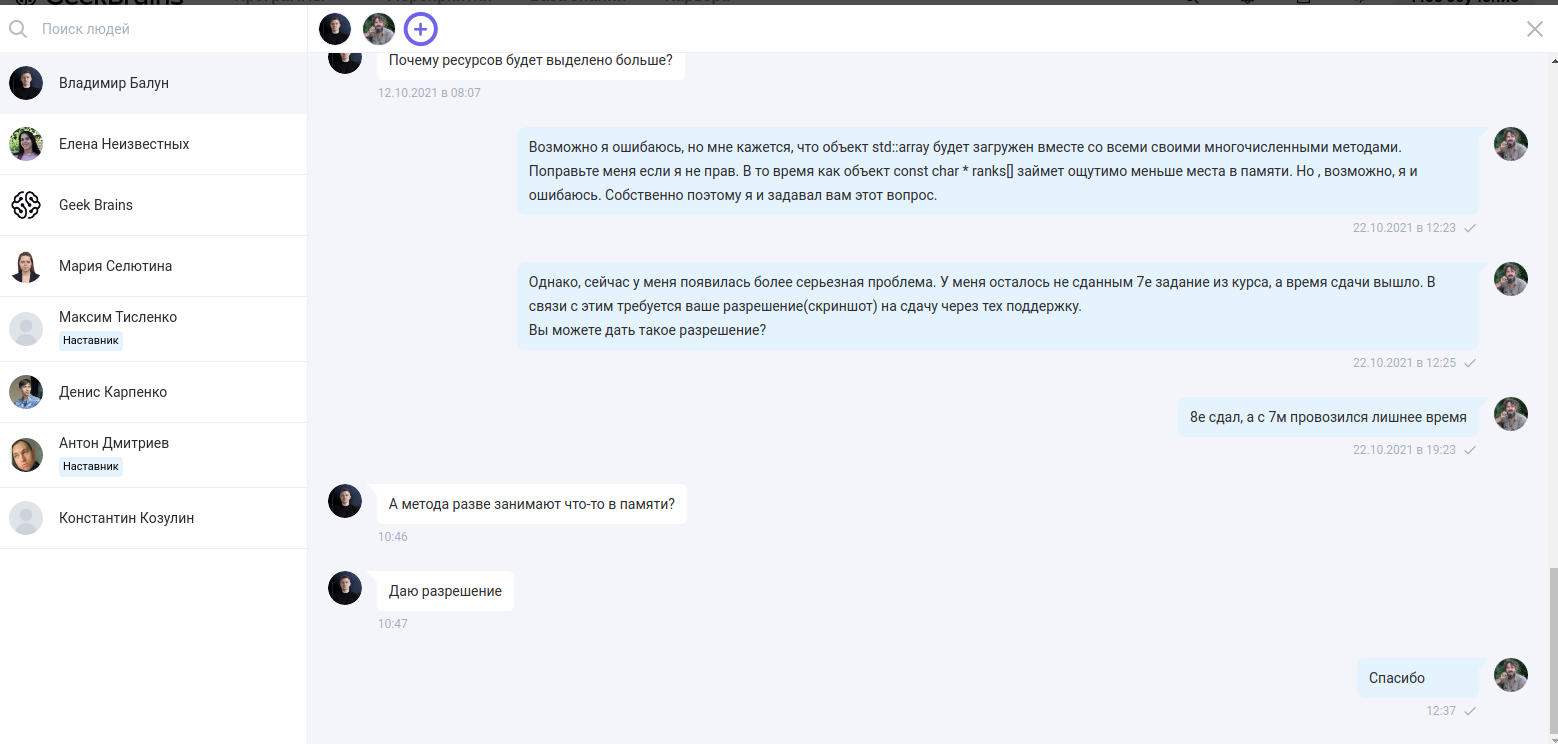 Поиск людей
Владимир Балун
Елена Неизвестных
Geek Brains
Мария Селютина
Максим Тисленко
Наставник
Денис Карпенко
Антон Дмитриев
Наставник
Константин Козулин
Почему ресурсов будет выделено больше?
12.10.2021 в 08:07
Возможно я ошибаюсь, но мне кажется, что объект std::array будет загружен вместе со всеми своими многочисленными методами.
Поправьте меня если я не прав. В то время как объект const char * ranks[] займет ощутимо меньше места в памяти. Но , возможно, я и
ошибаюсь. Собственно поэтому я и задавал вам этот вопрос.
22.10.2021 в 12:23
Однако, сейчас у меня появилась более серьезная проблема. У меня осталось не сданным 7е задание из курса, а время сдачи вышло. В
связи с этим требуется ваше разрешение(скриншот) на сдачу через тех поддержку.
Вы можете дать такое разрешение?
22.10.2021 в 12:25
8е сдал, а с 7м провозился лишнее время
22.10.2021 в 19:23
А метода разве занимают что-то в памяти?
10:46
Даю разрешение
10:47
Спасибо
12:37